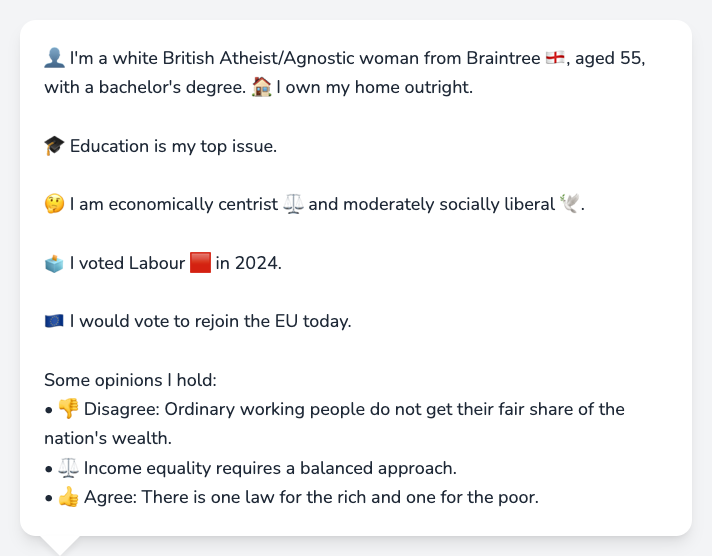 👤 I'm a white British Atheist/Agnostic woman from Braintree 🏴󠁧󠁢󠁥󠁮󠁧󠁿, aged 55,
with a bachelor's degree. 🏠 I own my home outright.
🎓 Education is my top issue.
🤔 I am economically centrist ⚖️ and moderately socially liberal 🕊️.
🗳️ I voted Labour 🟥 in 2024.
🇪🇺 I would vote to rejoin the EU today.
Some opinions I hold:
• 👎 Disagree: Ordinary working people do not get their fair share of the
nation's wealth.
• ⚖️ Income equality requires a balanced approach.
• 👍 Agree: There is one law for the rich and one for the poor.